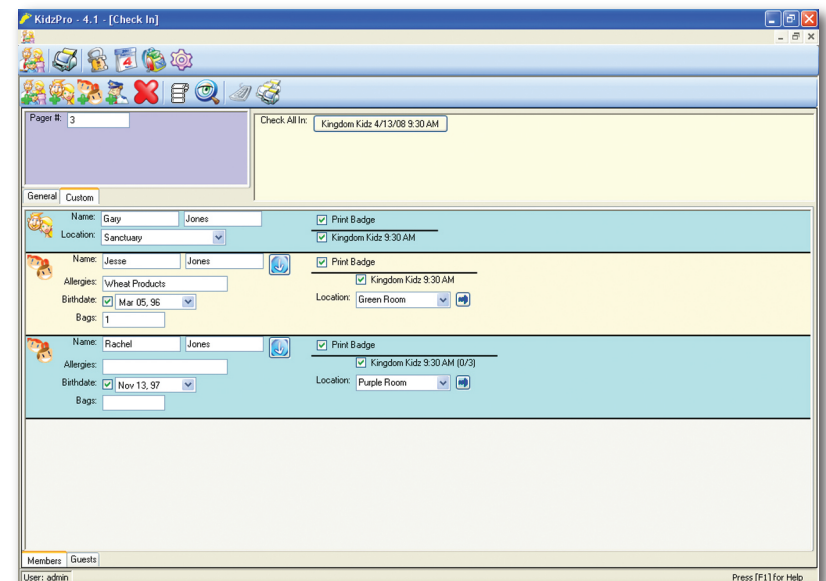 KidzPro - 4.1 - [Check In]
Pager #: 3
Check All In: Kingdom Kidz 4/13/08 9:30 AM
General Custom
Name: Gary Jones Print Badge
Location: Sanctuary Kingdom Kidz 9:30 AM
Name: Jesse Jones Print Badge
Allergies: Wheat Products Kingdom Kidz 9:30 AM
Birthdate: Mar 05, 96 Location: Green Room
Bags: 1
Name: Rachel Jones Print Badge
Allergies: Kingdom Kidz 9:30 AM (0/3)
Birthdate: Nov 13, 97 Location: Purple Room
Bags:
Members Guests
User: admin Press [F1] for Help